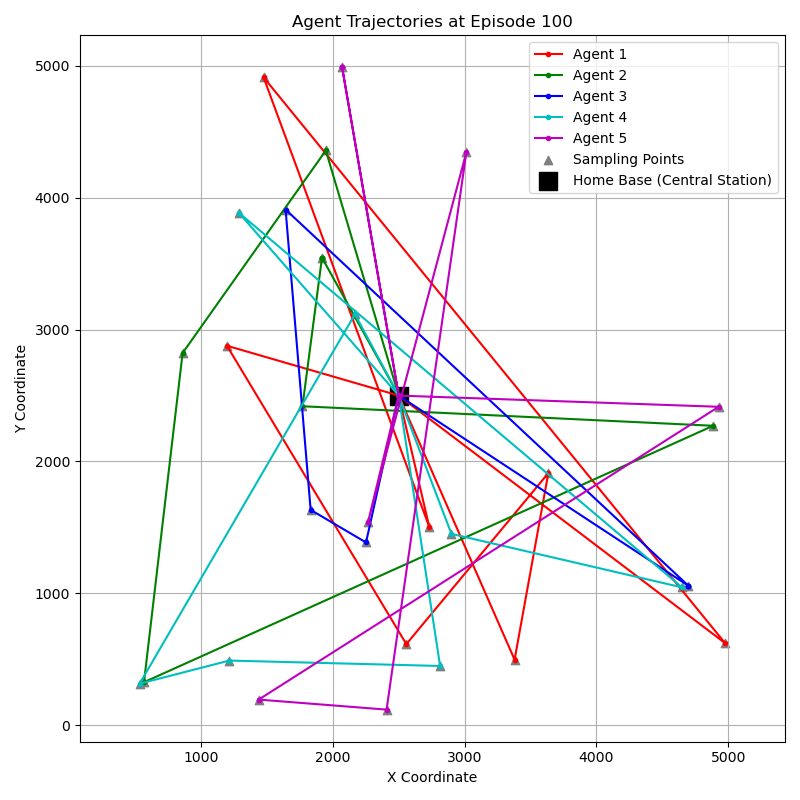 Agent Trajectories at Episode 100
Agent 1
Agent 2
Agent 3
Agent 4
Agent 5
Sampling Points
Home Base (Central Station)
Y Coordinate
5000
4000
3000
2000
1000
0
1000
2000
3000
4000
5000
X Coordinate